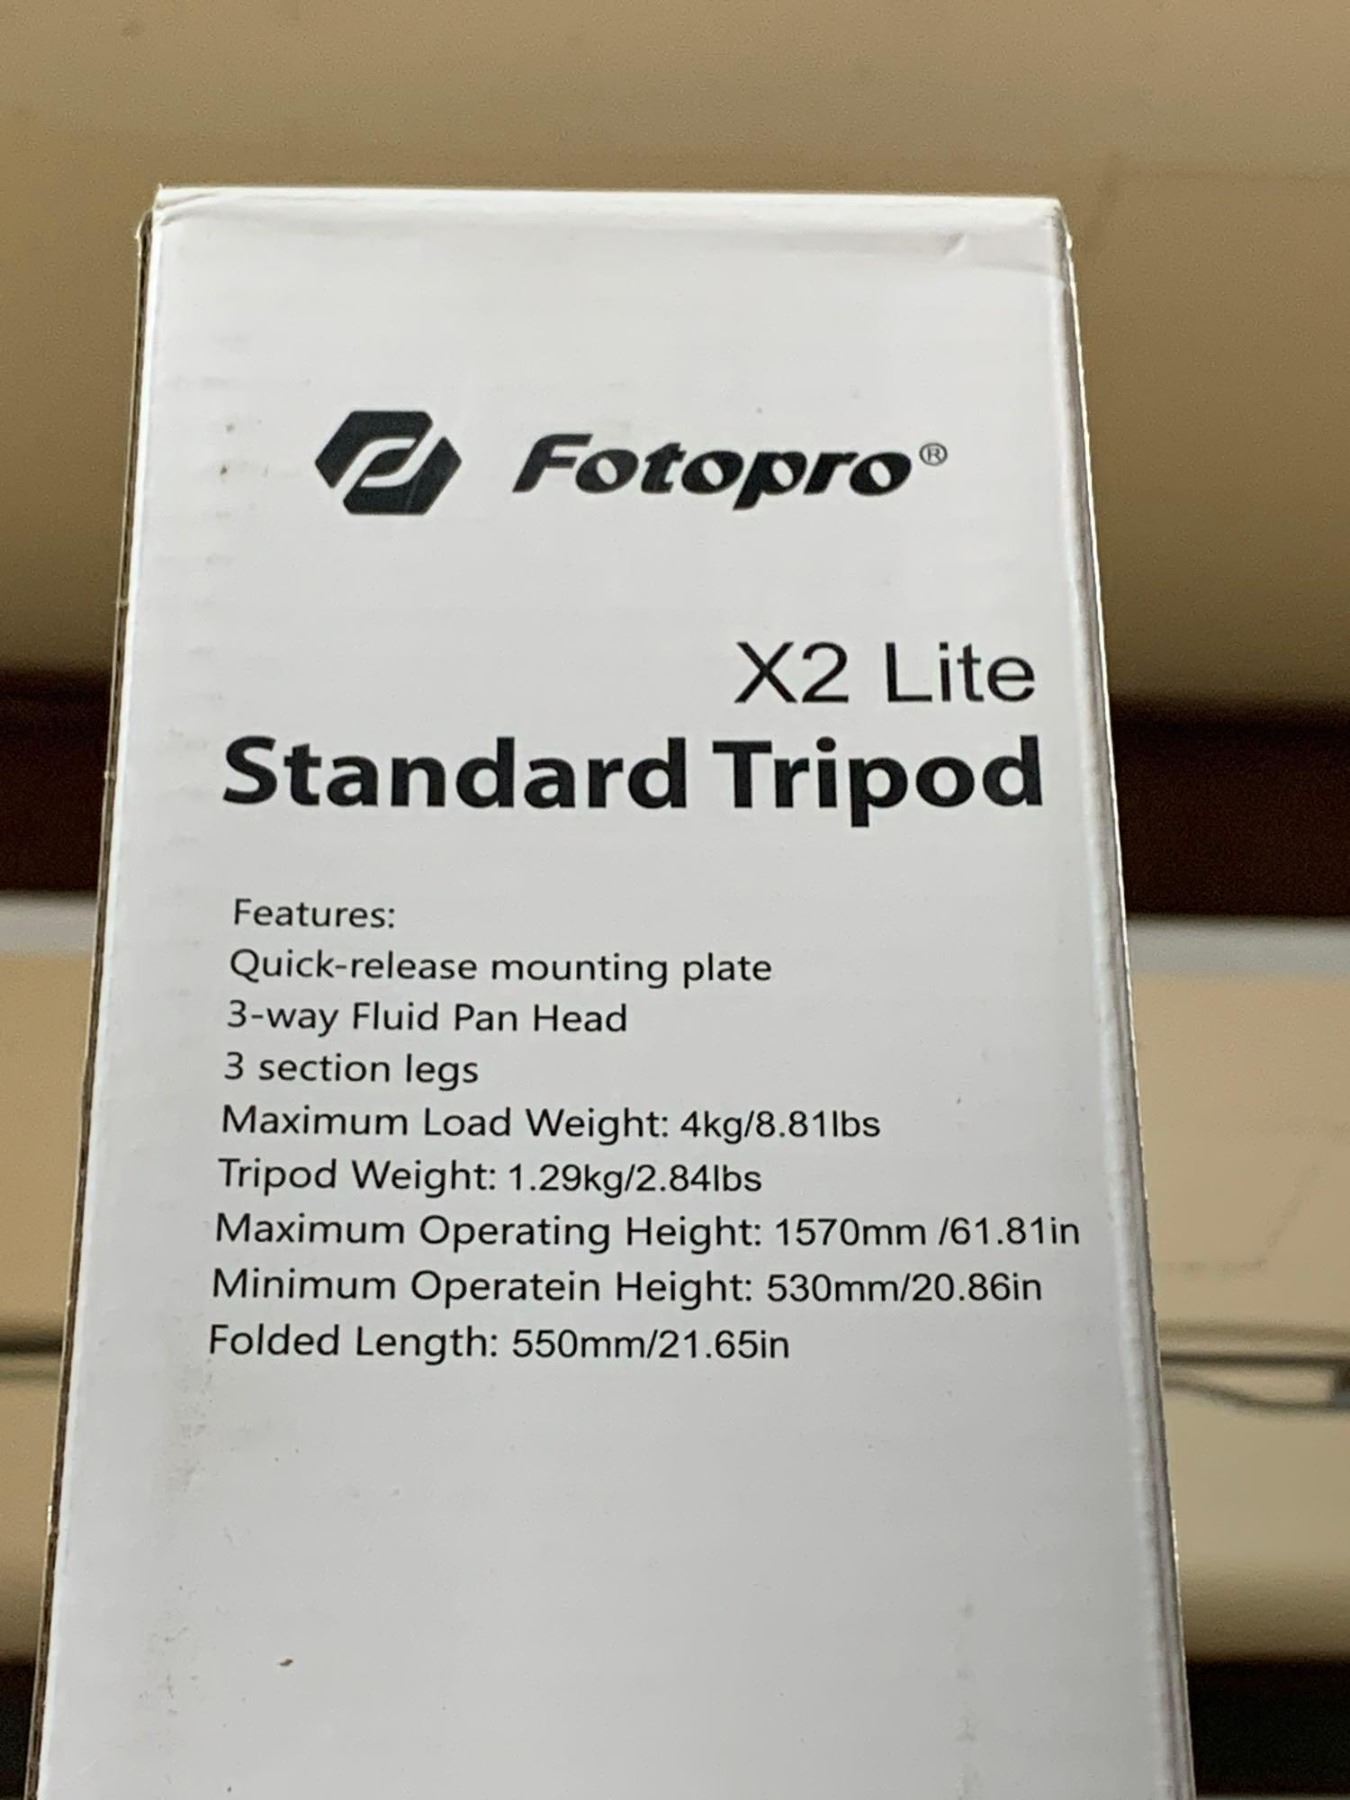 Fotopro®
X2 Lite
Standard Tripod
Features:
Quick-release mounting plate
3-way Fluid Pan Head
3 section legs
Maximum Load Weight: 4kg/8.81lbs
Tripod Weight: 1.29kg/2.84lbs
Maximum Operating Height: 1570mm /61.81in
Minimum Operatein Height: 530mm/20.86in
Folded Length: 550mm/21.65in